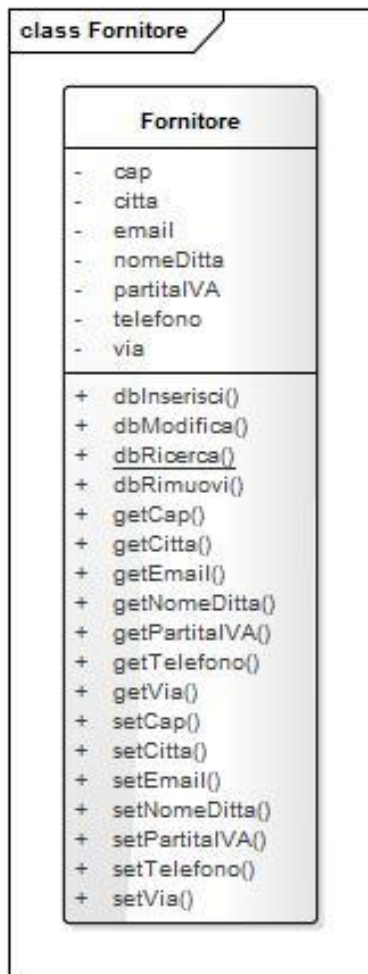 class Fornitore
Fornitore
- cap
- citta
- email
- nomeDitta
- partitaIVA
- telefono
- via
+ dbInserisci()
+ dbModifica()
+ dbRicerca()
+ dbRimuovi()
+ getCap()
+ getCitta()
+ getEmail()
+ getNomeDitta()
+ getPartitaIVA()
+ getTelefono()
+ getVia()
+ setCap()
+ setCitta()
+ setEmail()
+ setNomeDitta()
+ setPartitaIVA()
+ setTelefono()
+ setVia()